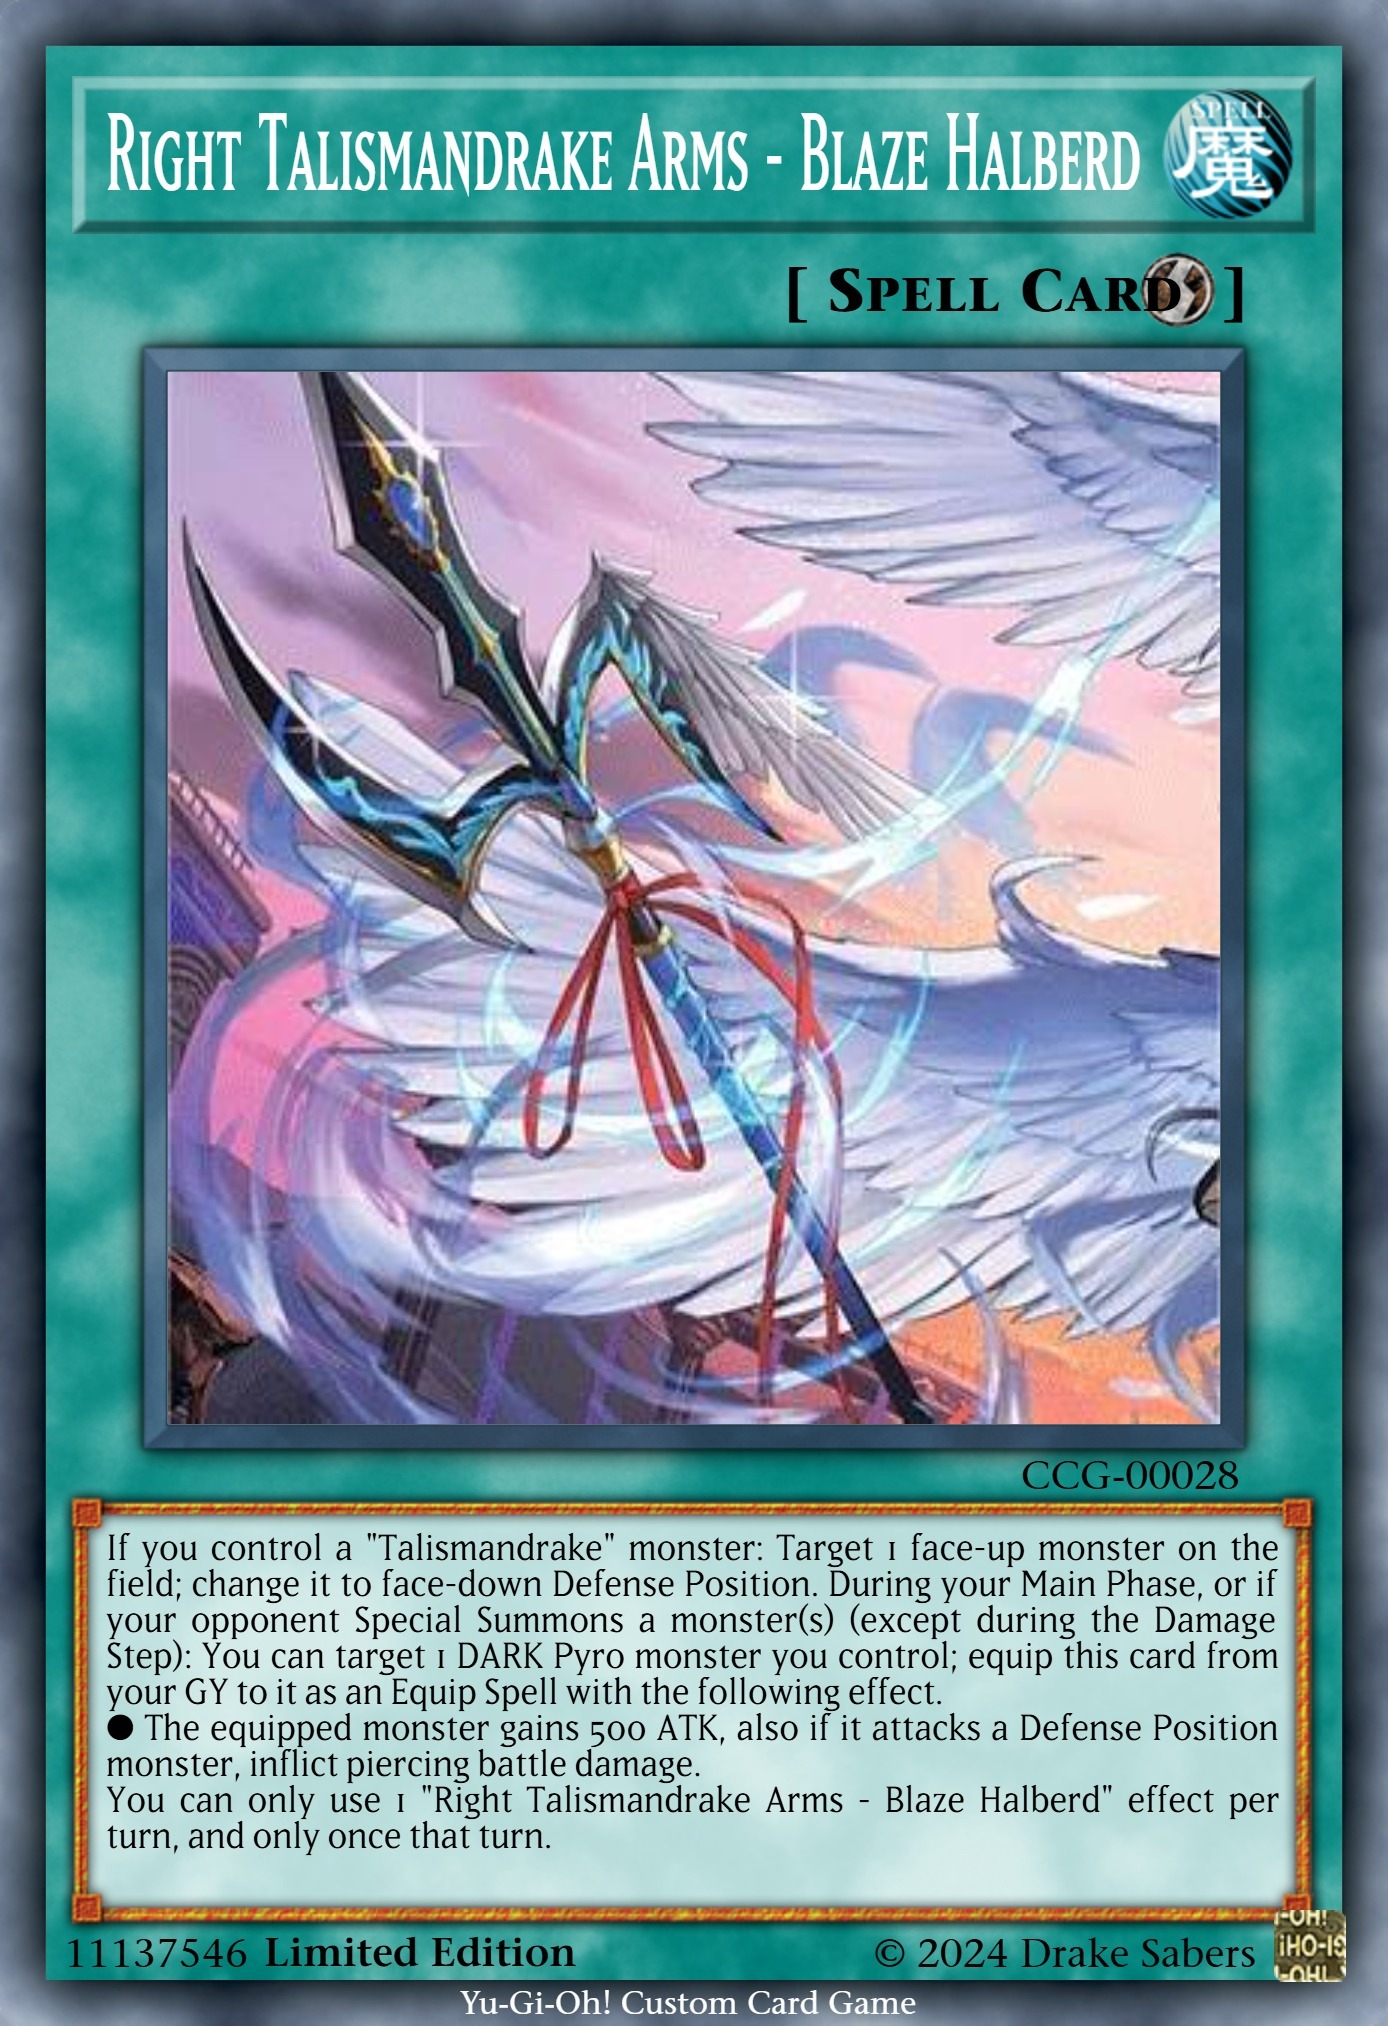 RIGHT TALISMANDRAKE ARMS - BLAZE HALBERD
SPELL
魔
[ SPELL CARD ]
CCG-00028
If you control a "Talismandrake" monster: Target 1 face-up monster on the
field; change it to face-down Defense Position. During your Main Phase, or if
your opponent Special Summons a monster(s) (except during the Damage
Step): You can target 1 DARK Pyro monster you control; equip this card from
your GY to it as an Equip Spell with the following effect.
● The equipped monster gains 500 ATK, also if it attacks a Defense Position
monster, inflict piercing battle damage.
You can only use 1 "Right Talismandrake Arms - Blaze Halberd" effect per
turn, and only once that turn.
11137546 Limited Edition
© 2024 Drake Sabers
Yu-Gi-Oh! Custom Card Game